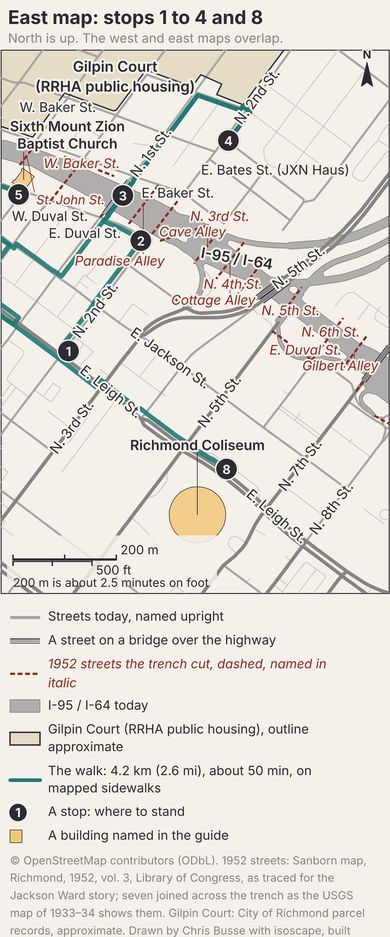 East map: stops 1 to 4 and 8
North is up. The west and east maps overlap.
N
Gilpin Court
(RRHA public housing)
N. 2nd St.
W. Baker St.
Sixth Mount Zion
Baptist Church
N. 1st St.
4
W. Baker St.
E. Bates St. (JXN Haus)
5
St. John St.
3
E. Baker St.
W. Duval St.
N. 3rd St.
E. Duval St.
2
Cave Alley
I-95 / I-64
Paradise Alley
N. 5th St.
N. 4th St.
Cottage Alley
N. 2nd St.
N. 5th St.
N. 6th St.
1
E. Jackson St.
E. Duval St.
Gilbert Alley
E. Leigh St.
N. 5th St.
N. 3rd St.
Richmond Coliseum
8
N. 7th St.
E. Leigh St.
N. 8th St.
200 m
500 ft
200 m is about 2.5 minutes on foot
Streets today, named upright
A street on a bridge over the highway
1952 streets the trench cut, dashed, named in
italic
I-95 / I-64 today
Gilpin Court (RRHA public housing), outline
approximate
The walk: 4.2 km (2.6 mi), about 50 min, on
mapped sidewalks
1 A stop: where to stand
A building named in the guide
© OpenStreetMap contributors (ODbL). 1952 streets: Sanborn map,
Richmond, 1952, vol. 3, Library of Congress, as traced for the
Jackson Ward story; seven joined across the trench as the USGS
map of 1933–34 shows them. Gilpin Court: City of Richmond parcel
records, approximate. Drawn by Chris Busse with isoscope, built